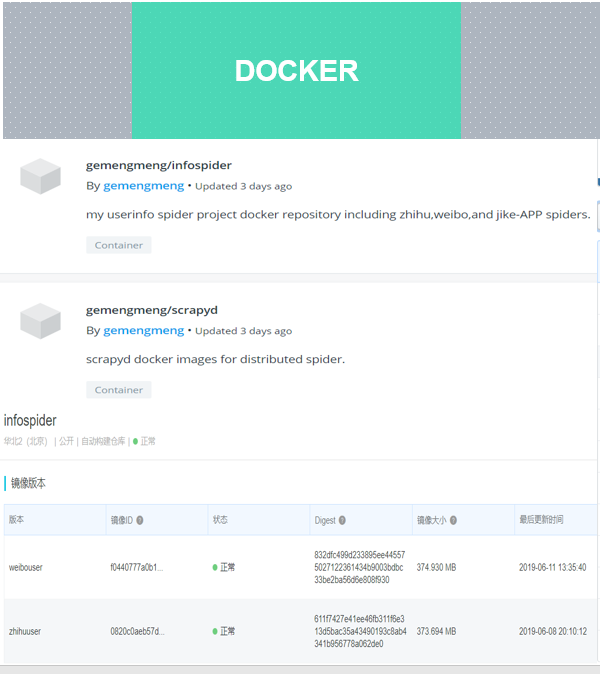 DOCKER
gemengmeng/infospider
By gemengmeng • Updated 3 days ago
my userinfo spider project docker repository including zhihu,weibo,and jike-APP spiders.
Container
gemengmeng/scrapyd
By gemengmeng • Updated 3 days ago
scrapyd docker images for distributed spider.
Container
infospider
华北2（北京） | 公开 | 自动构建仓库 | 正常
镜像版本
版本 镜像ID ? 状态 Digest ? 镜像大小 ? 最后更新时间
weibouser f0440777a0b1... 正常 832dfc499d233895ee44557 374.930 MB 2019-06-11 13:35:40
5027122361434b9003bdbc
33be2ba56d6e808f930
zhihuuser 0820c0aeb57d... 正常 611f7427e41ee46fb311f6e3 373.694 MB 2019-06-08 20:10:12
13d5bac35a43490193c8ab4
341b956778a062de0